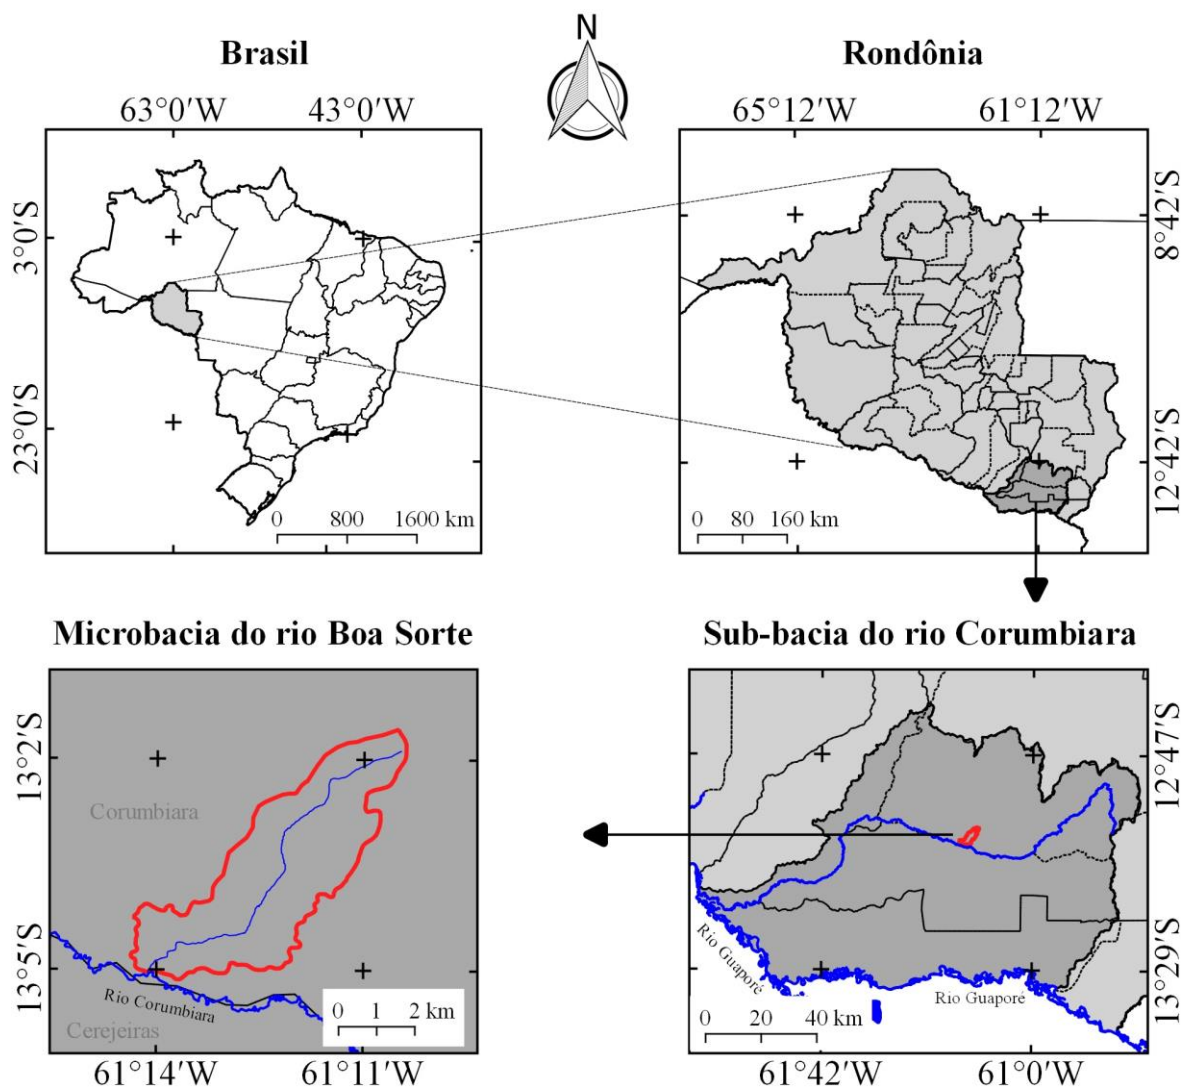 N
Brasil
Rondônia
63°0'W
43°0'W
65°12'W
61°12'W
3°0'S
23°0'S
8°42'S
12°42'S
0
800
1600 km
0
80
160 km
Microbacia do rio Boa Sorte
Sub-bacia do rio Corumbiara
13°2'S
13°5'S
Corumbiara
Rio Corumbiara
Cerejeiras
0
1
2 km
61°14'W
61°11'W
12°47'S
13°29'S
Rio Guaporé
Rio Guaporé
0
20
40 km
61°42'W
61°0'W